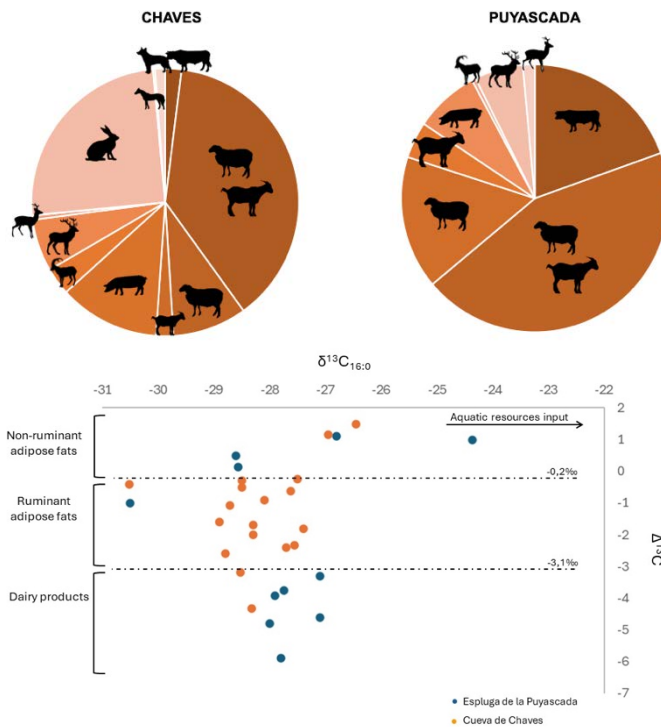 CHAVES
PUYASCADA
δ¹³C₁₆:₀
-31 -30 -29 -28 -27 -26 -25 -24 -23 -22
2
Aquatic resources input
Non-ruminant
adipose fats
1
0
-0,2‰
Ruminant
adipose fats
-1
-2
-3,1‰
-3
Δ¹³C
Dairy products
-4
-5
-6
-7
Espluga de la Puyascada
Cueva de Chaves